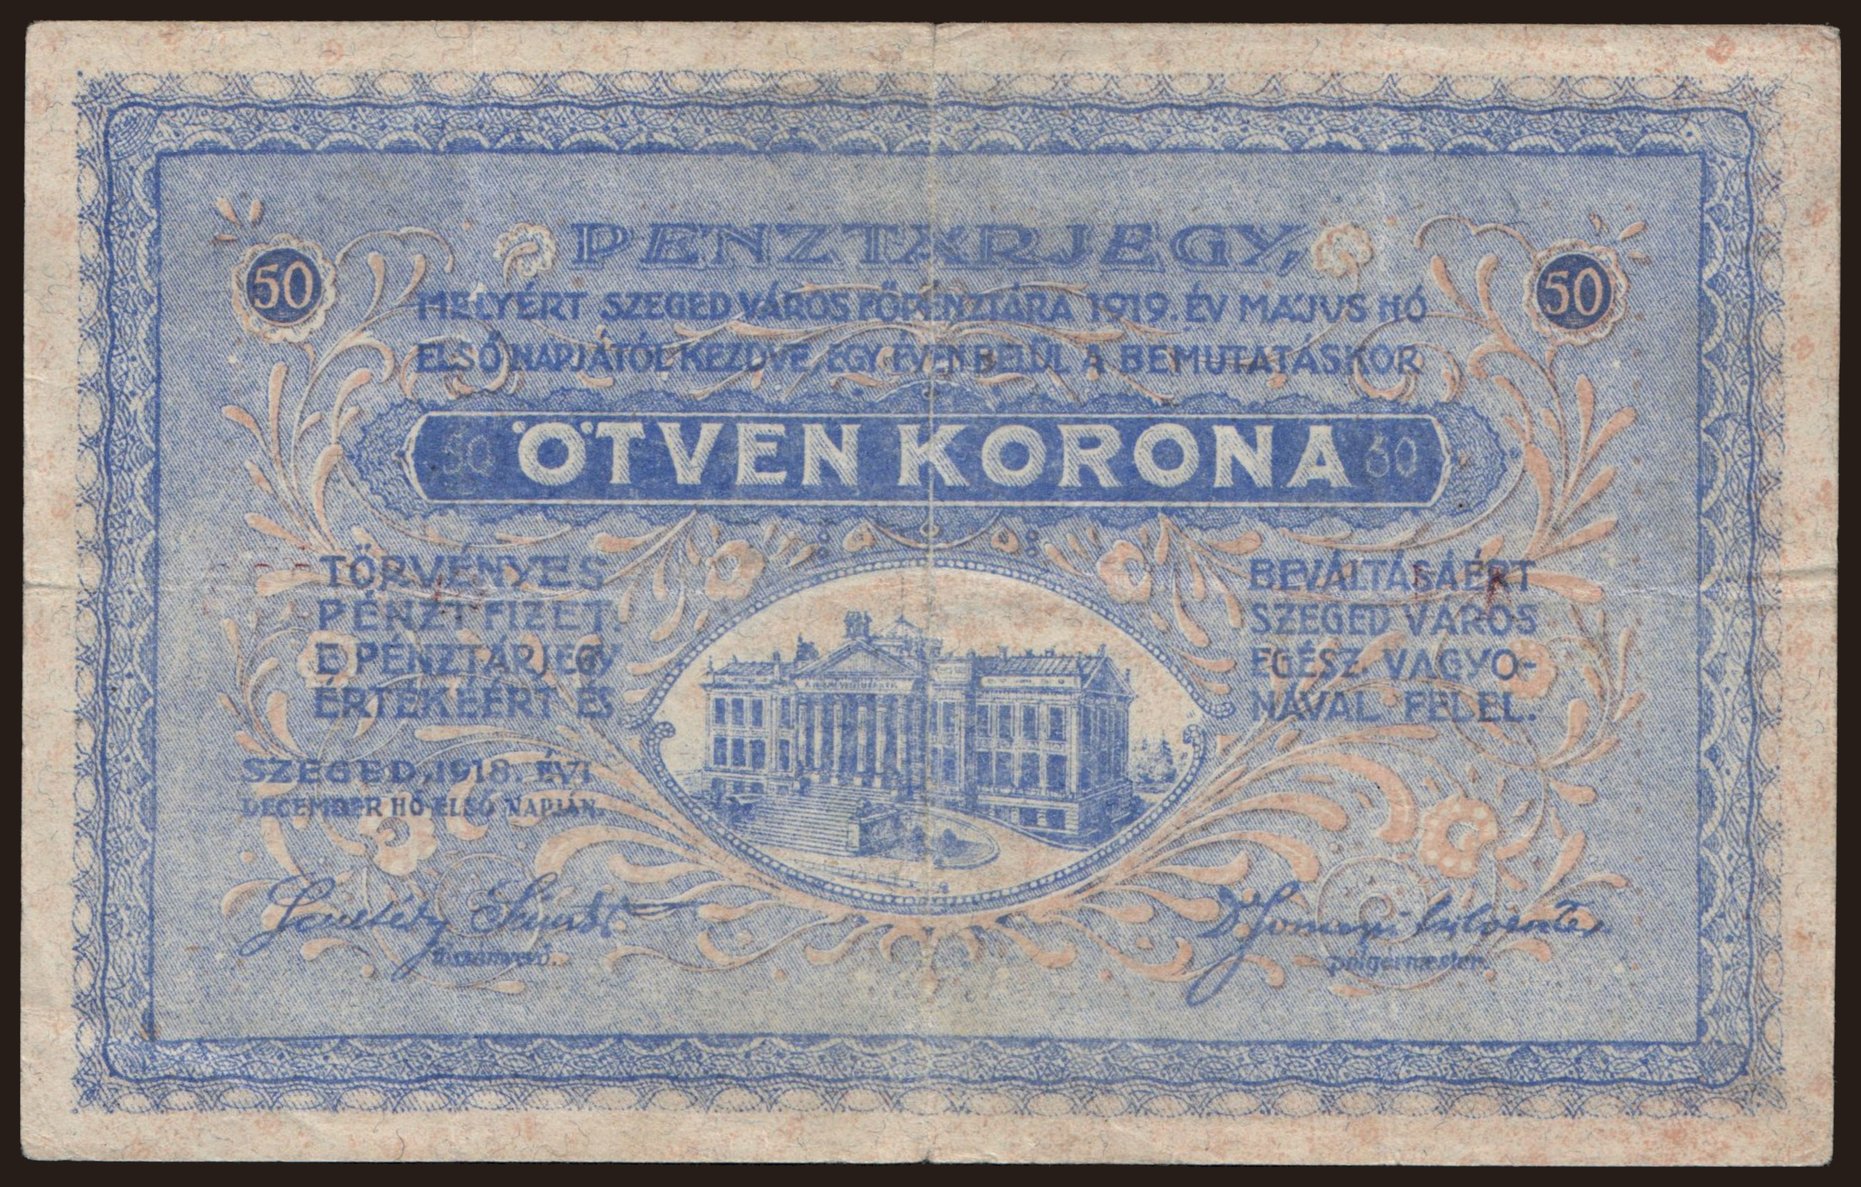 PÉNZTÁRJEGY,
50
50
MELYÉRT SZEGED VÁROS FŐPÉNZTÁRA 1919. ÉV MÁJUS HÓ
ELSŐ NAPJÁTÓL KEZDVE, EGY ÉVEN BELÜL A BEMUTATÁSKOR
50 ÖTVEN KORONA 50
TÖRVÉNYES
PÉNZT FIZET.
E PÉNZTÁRJEGY
ÉRTÉKÉÉRT ÉS
BEVÁLTÁSÁÉRT
SZEGED VÁROS
EGÉSZ VAGYO-
NÁVAL FELEL.
SZEGED, 1918. ÉVI
DECEMBER HÓ ELSŐ NAPJÁN.
Dr
polgármester.